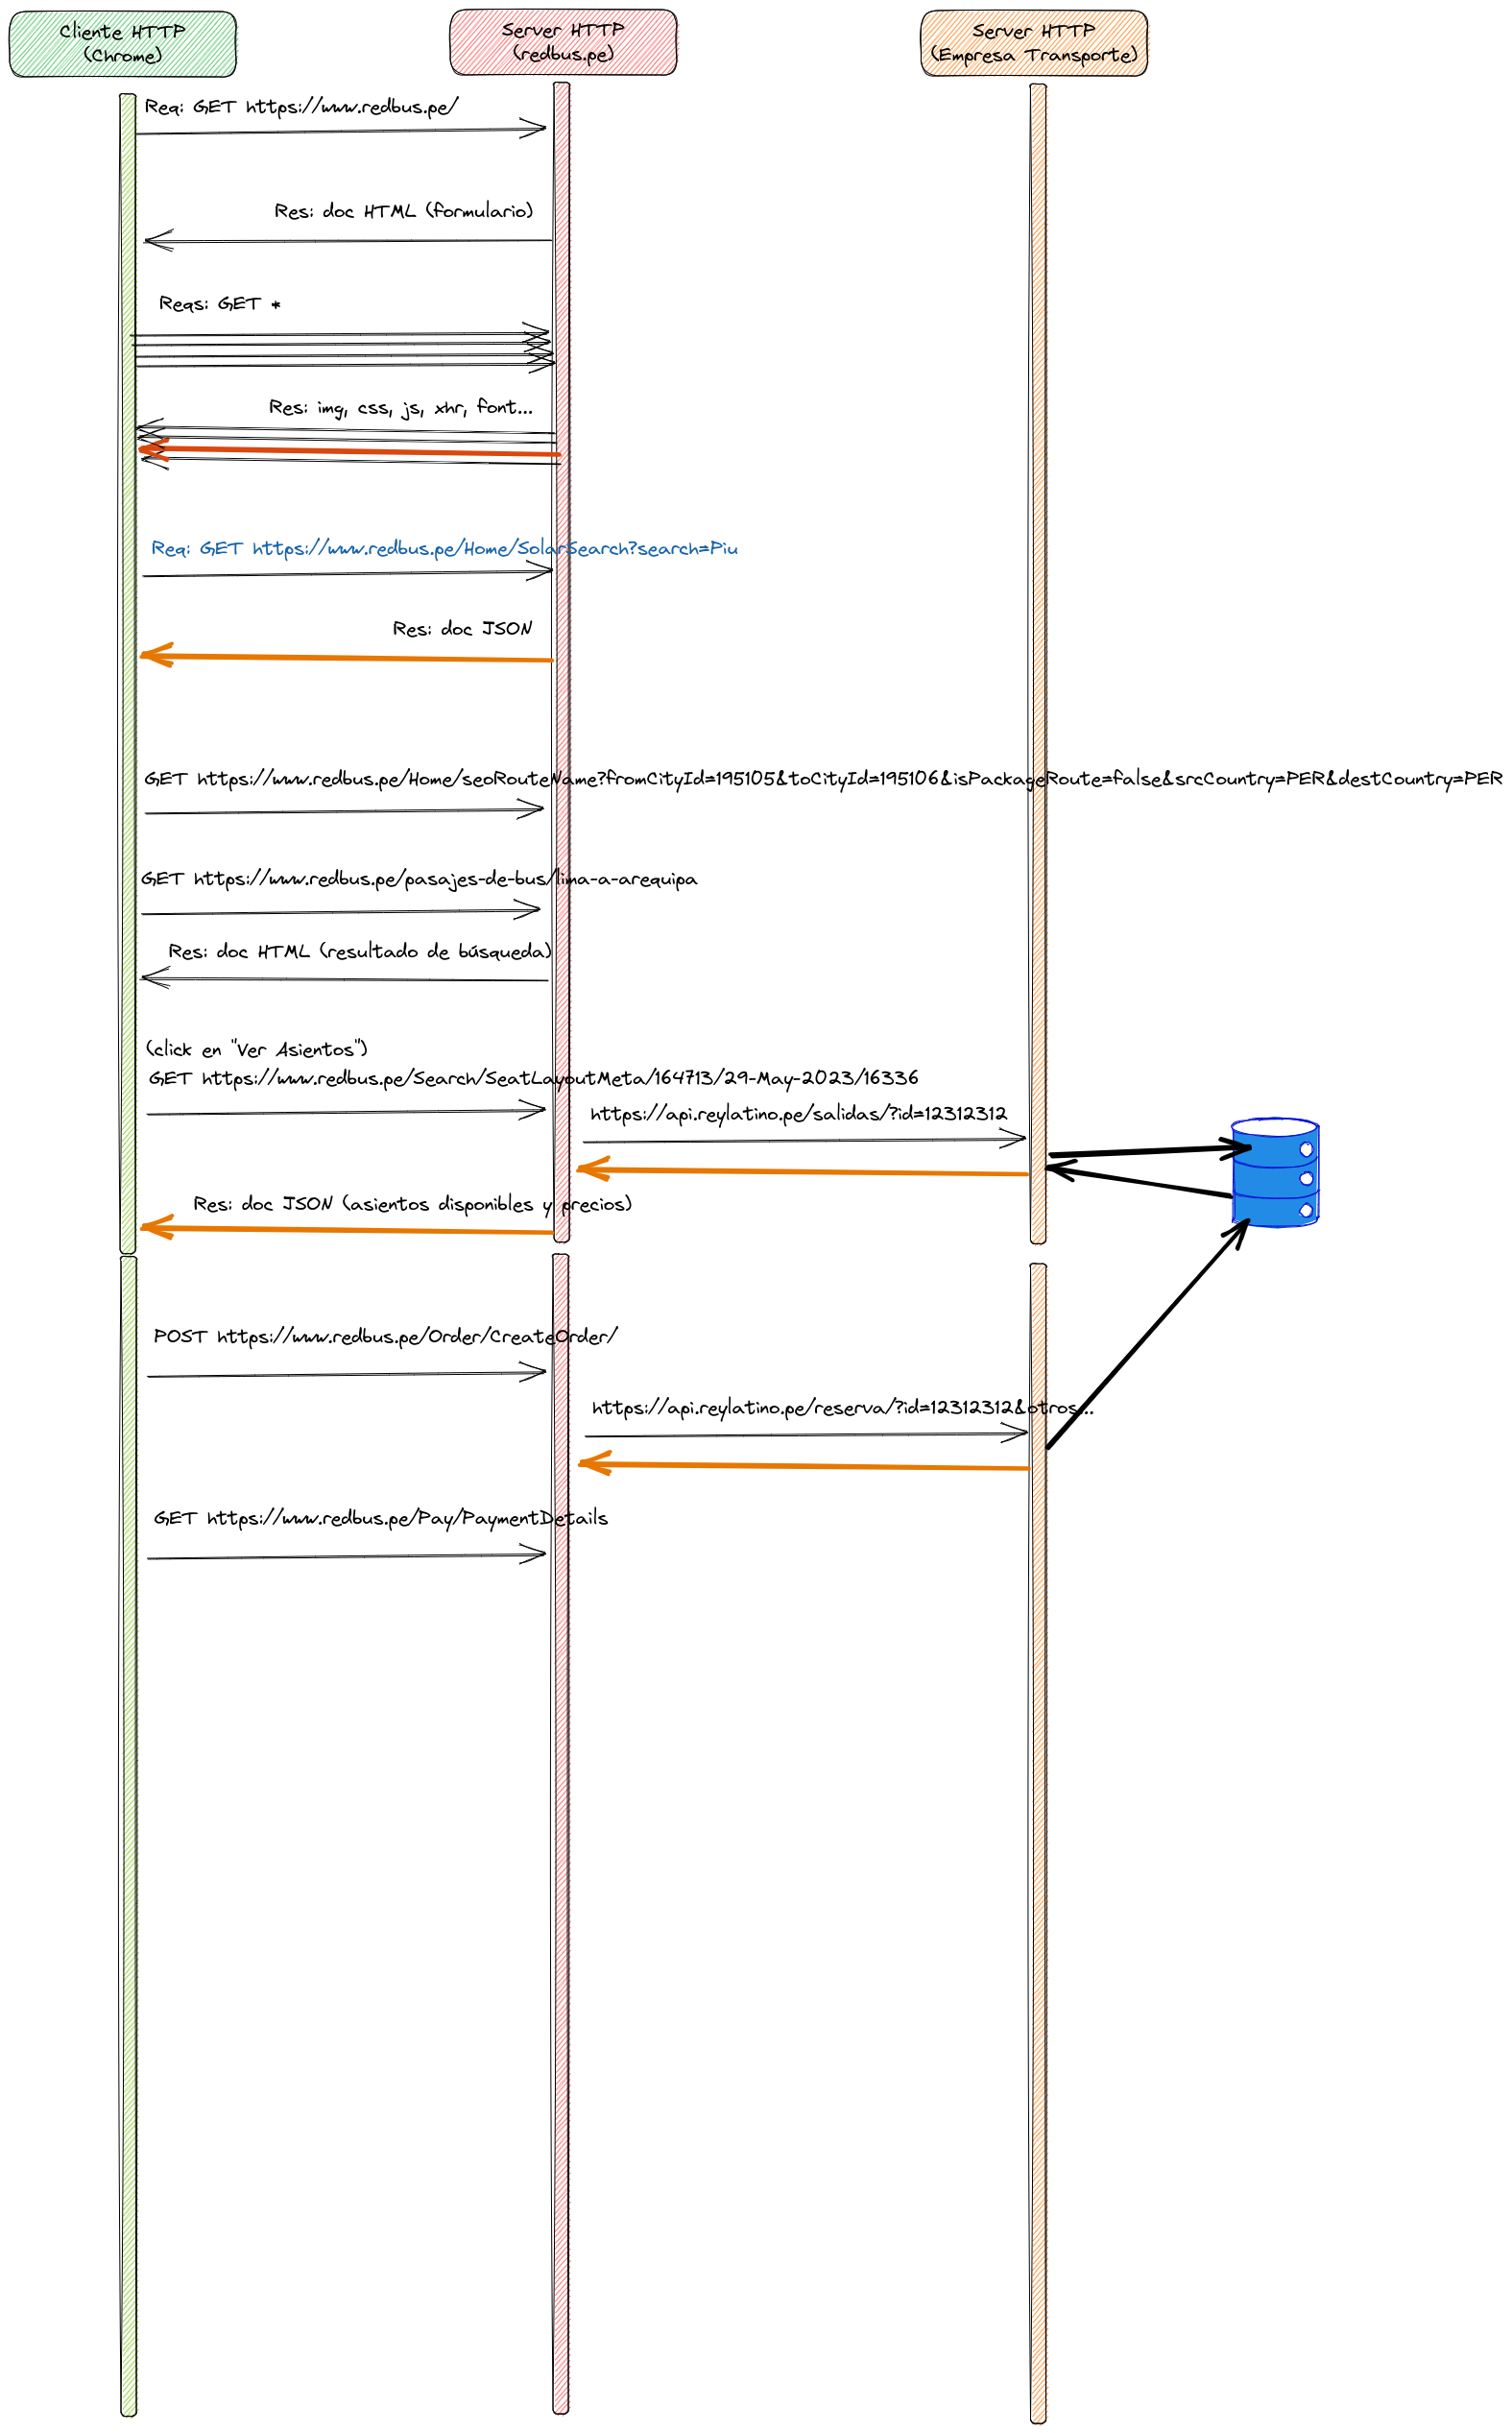 Cliente HTTP
(Chrome)
Server HTTP
(redbus.pe)
Server HTTP
(Empresa Transporte)
Req: GET https://www.redbus.pe/
Res: doc HTML (formulario)
Reqs: GET *
Res: img, css, js, xhr, font...
Req: GET https://www.redbus.pe/Home/SolarSearch?search=Piu
Res: doc JSON
GET https://www.redbus.pe/Home/seoRouteName?fromCityId=195105&toCityId=195106&isPackageRoute=false&srcCountry=PER&destCountry=PER
GET https://www.redbus.pe/pasajes-de-bus/lima-a-arequipa
Res: doc HTML (resultado de búsqueda)
(click en "Ver Asientos")
GET https://www.redbus.pe/Search/SeatLayoutMeta/164713/29-May-2023/16336
https://api.reylatino.pe/salidas/?id=12312312
Res: doc JSON (asientos disponibles y precios)
POST https://www.redbus.pe/Order/CreateOrder/
https://api.reylatino.pe/reserva/?id=12312312&otros...
GET https://www.redbus.pe/Pay/PaymentDetails